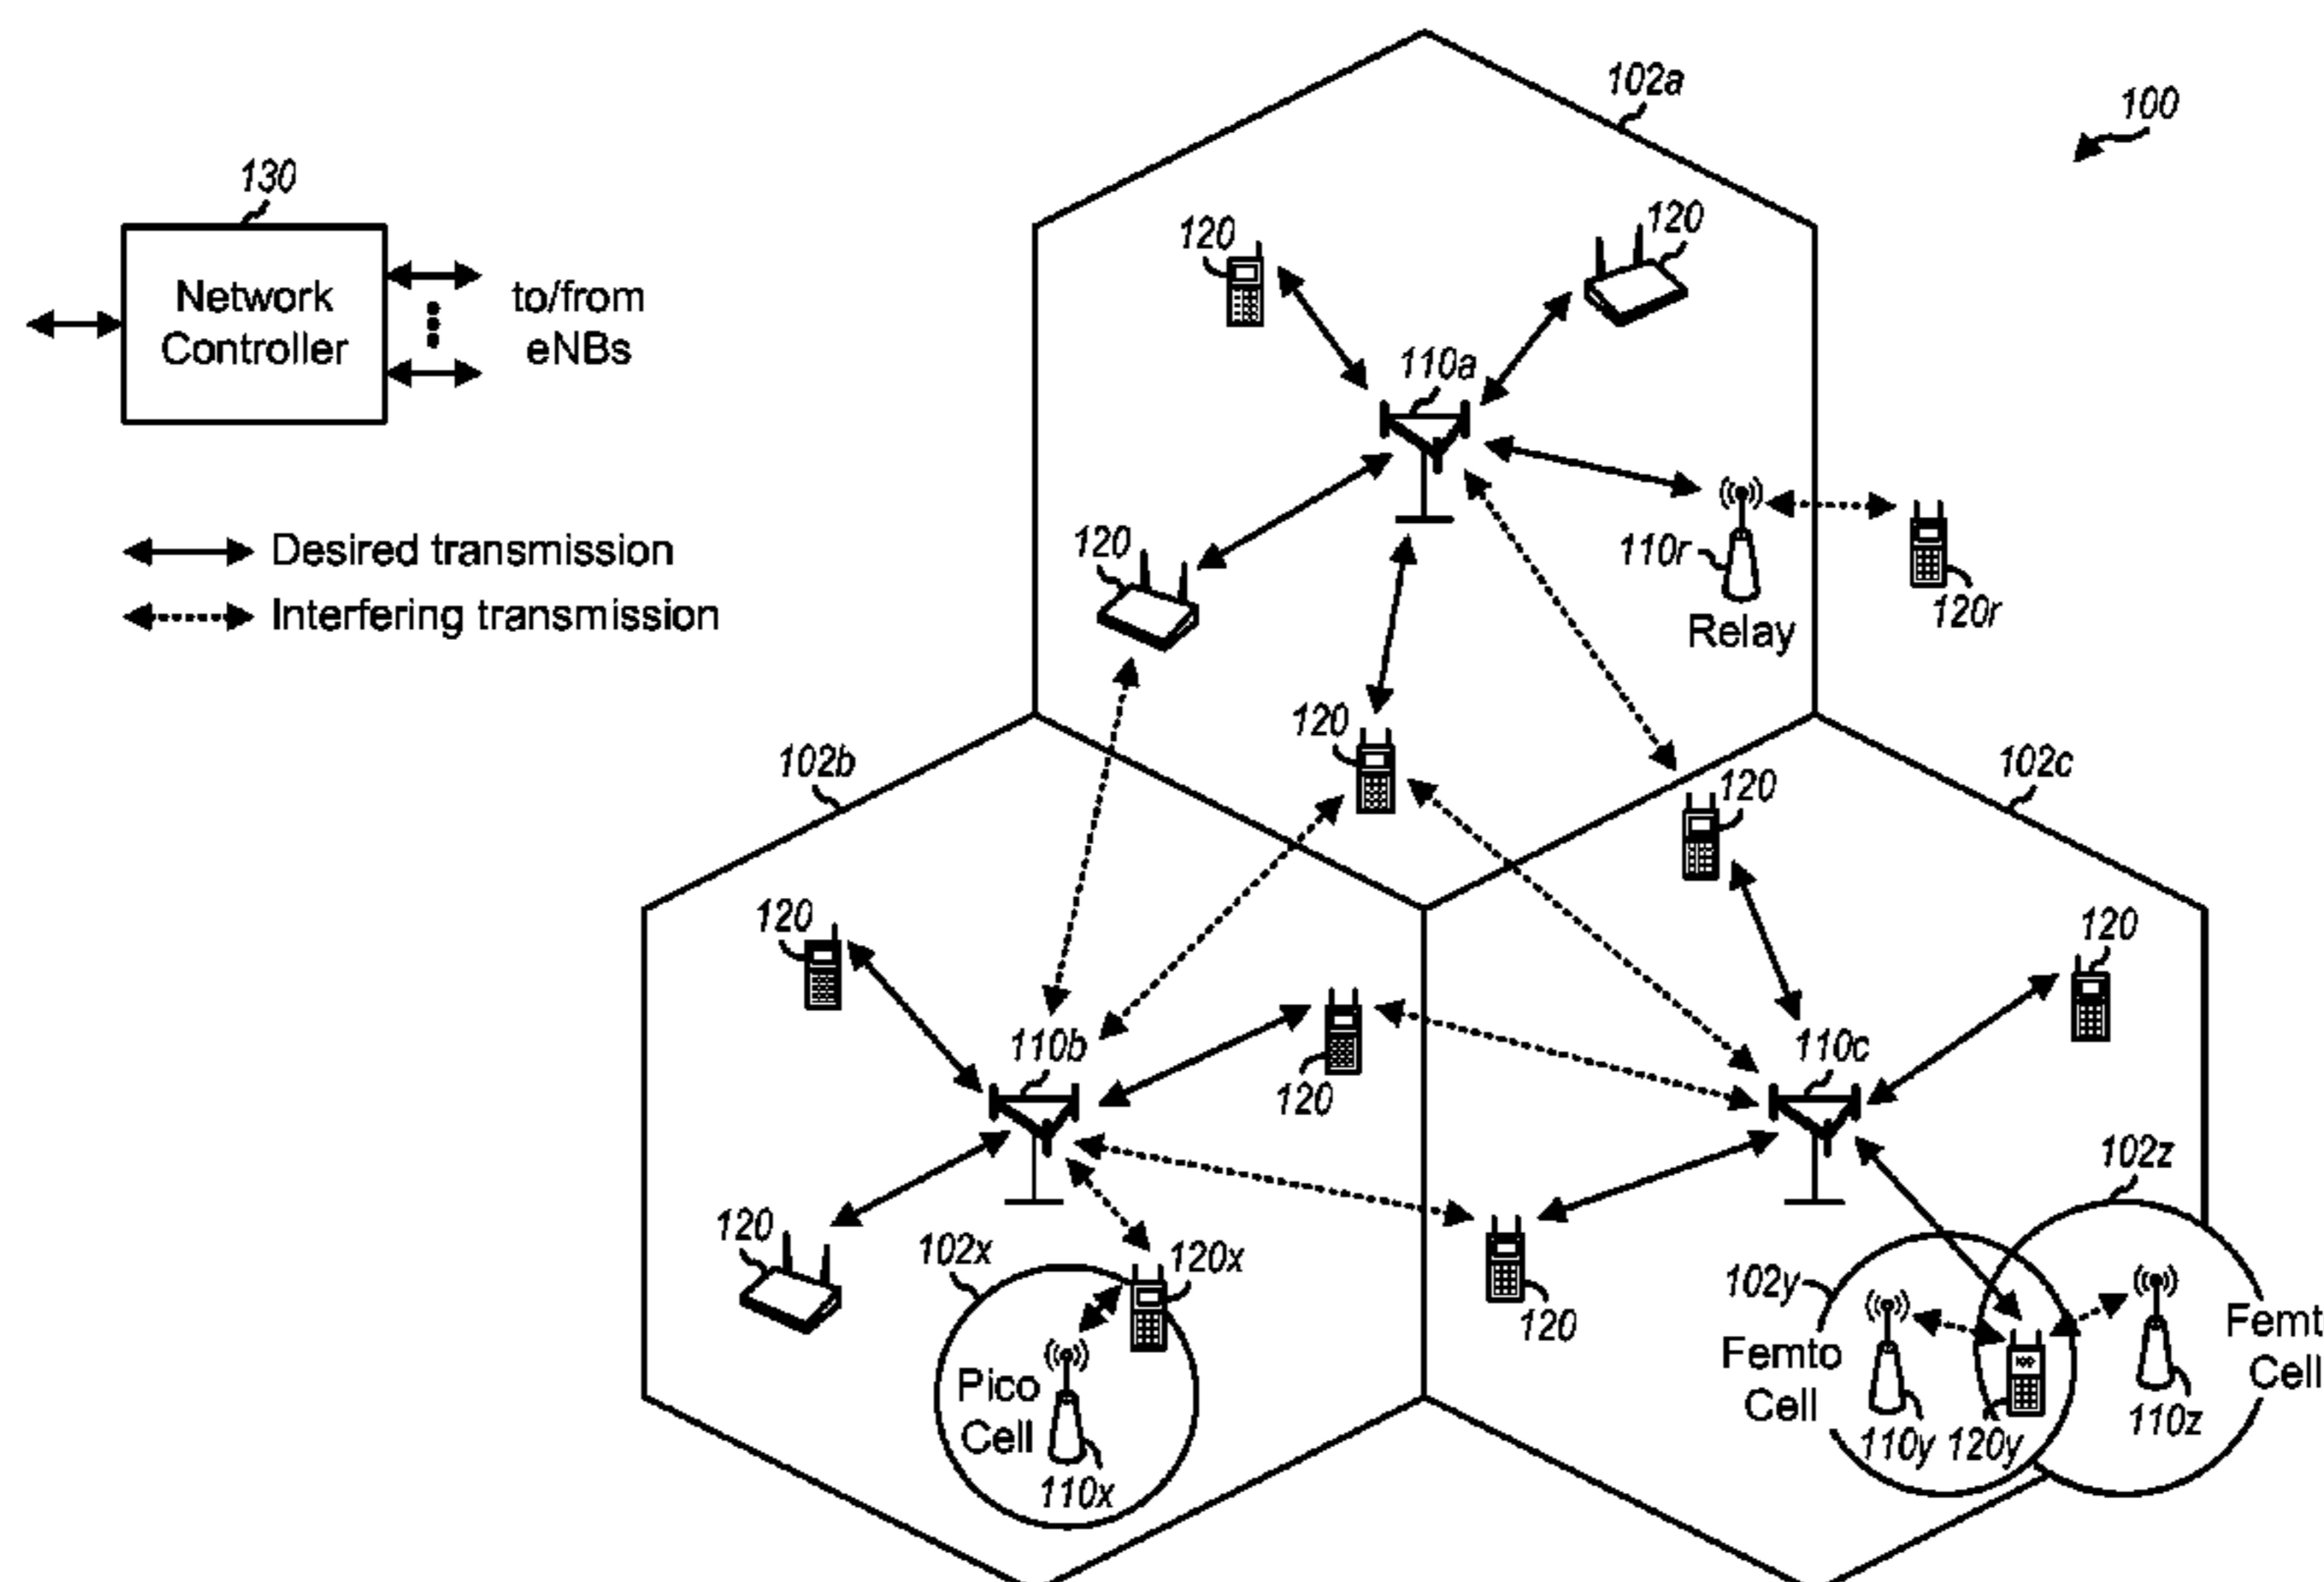 102a
100
130
120
120
Network
Controller
to/from
eNBs
110a
Desired transmission
Interfering transmission
120
110r
Relay
120r
120
102b
120
102c
120
120
110b
120
110c
102z
120
102x
120x
102y
120
Femto
Cell
Femt
Cell
Pico
Cell
110x
110y
120y
110z